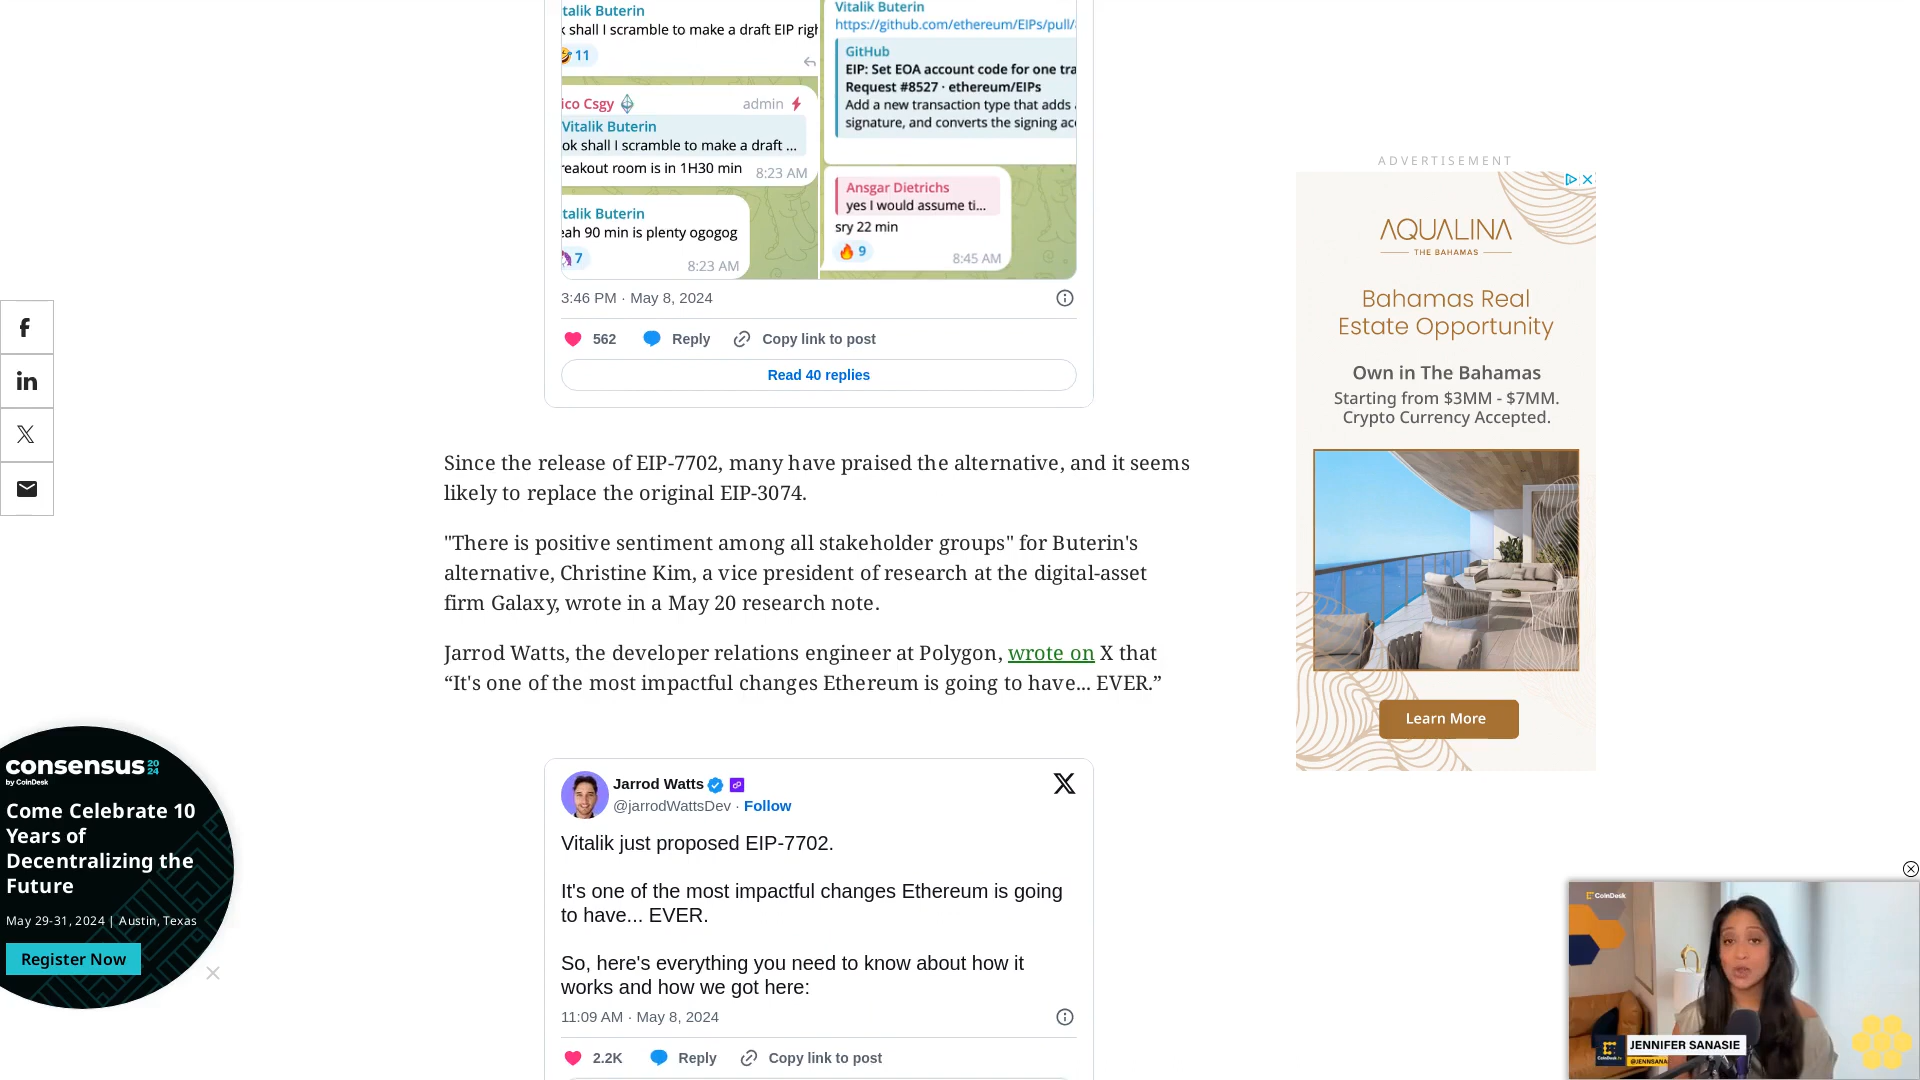 talik Buterin
k shall I scramble to make a draft EIP righ
11
ico Csgy
admin
Vitalik Buterin
ok shall I scramble to make a draft ...
reakout room is in 1H30 min
8:23 AM
talik Buterin
eah 90 min is plenty ogogog
7
8:23 AM
Vitalik Buterin
https://github.com/ethereum/EIPs/pull/
GitHub
EIP: Set EOA account code for one tra
Request #8527 · ethereum/EIPs
Add a new transaction type that adds
signature, and converts the signing acc
Ansgar Dietrichs
yes I would assume ti...
sry 22 min
9
8:45 AM
3:46 PM · May 8, 2024
562 Reply Copy link to post
Read 40 replies
Since the release of EIP-7702, many have praised the alternative, and it seems
likely to replace the original EIP-3074.
"There is positive sentiment among all stakeholder groups" for Buterin's
alternative, Christine Kim, a vice president of research at the digital-asset
firm Galaxy, wrote in a May 20 research note.
Jarrod Watts, the developer relations engineer at Polygon, wrote on X that
“It's one of the most impactful changes Ethereum is going to have... EVER.”
Jarrod Watts
@jarrodWattsDev · Follow
Vitalik just proposed EIP-7702.
It's one of the most impactful changes Ethereum is going
to have... EVER.
So, here's everything you need to know about how it
works and how we got here:
11:09 AM · May 8, 2024
2.2K Reply Copy link to post
consensus 2024
by CoinDesk
Come Celebrate 10
Years of
Decentralizing the
Future
May 29-31, 2024 | Austin, Texas
Register Now
ADVERTISEMENT
AQUALINA
THE BAHAMAS
Bahamas Real
Estate Opportunity
Own in The Bahamas
Starting from $3MM - $7MM.
Crypto Currency Accepted.
Learn More
CoinDesk
JENNIFER SANASIE
@JENNSANA